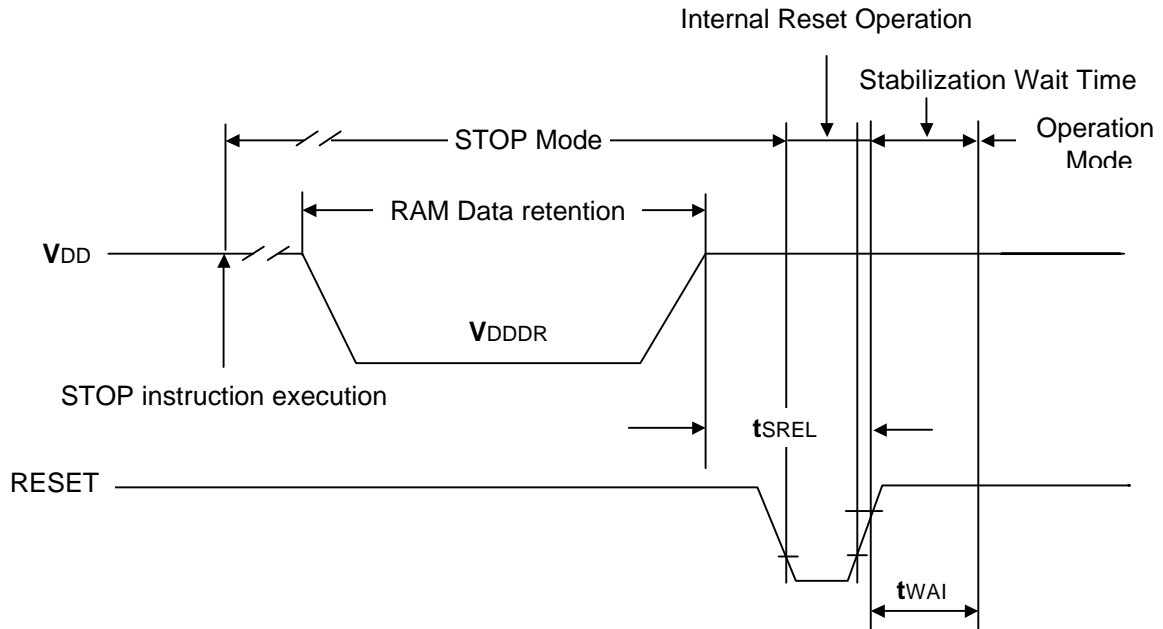 Internal Reset Operation
Stabilization Wait Time
STOP Mode
Operation
Mode
RAM Data retention
VDD
VDDDR
STOP instruction execution
tSREL
RESET
tWAI